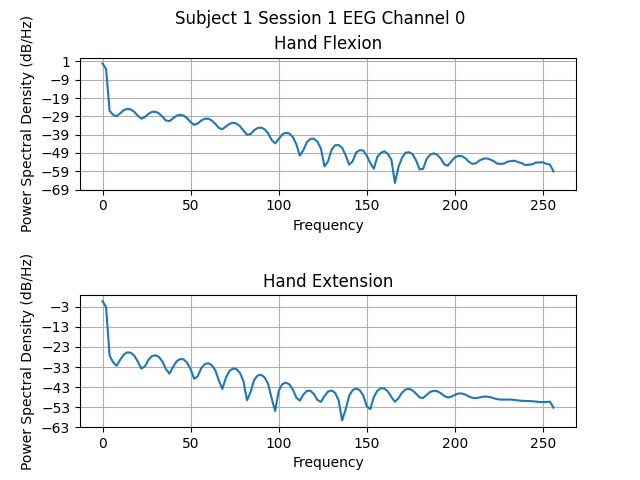 Subject 1 Session 1 EEG Channel 0
Hand Flexion
Power Spectral Density (dB/Hz)
1
−9
−19
−29
−39
−49
−59
−69
0 50 100 150 200 250
Frequency
Hand Extension
Power Spectral Density (dB/Hz)
−3
−13
−23
−33
−43
−53
−63
0 50 100 150 200 250
Frequency